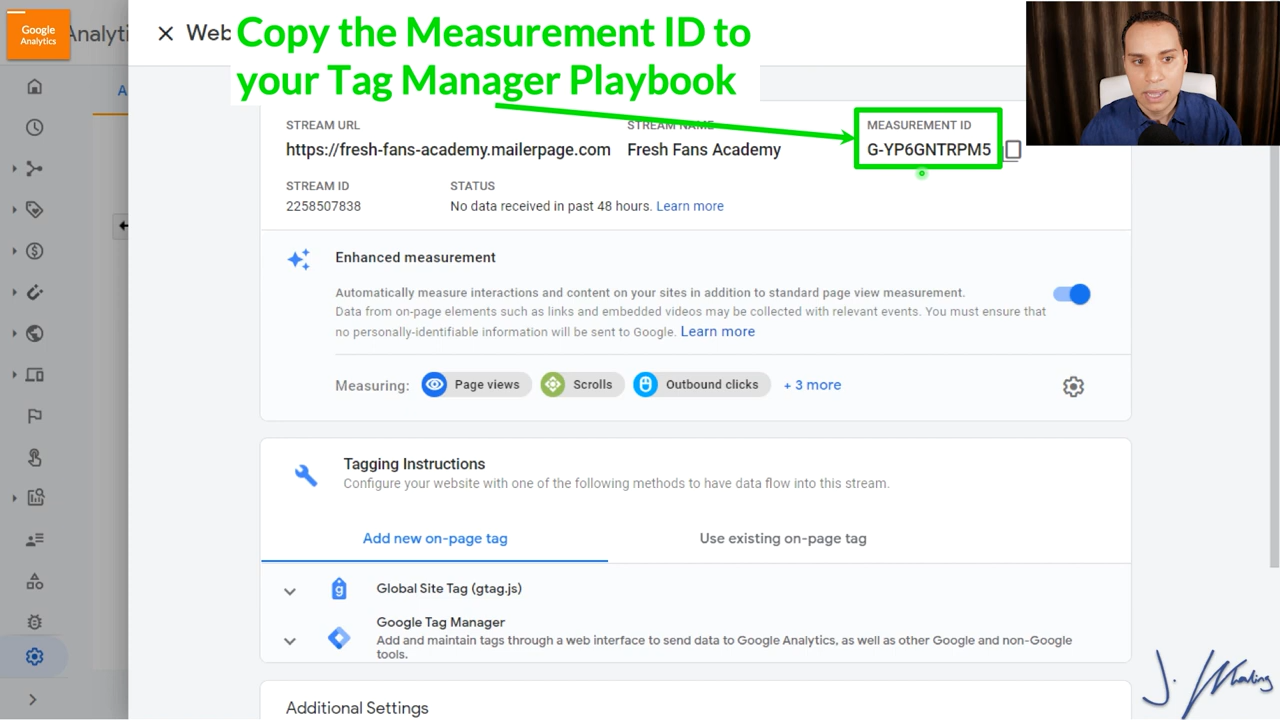 Google
Analytics
Analyti
Web
Copy the Measurement ID to
your Tag Manager Playbook
A
STREAM URL
STREAM NAME
MEASUREMENT ID
https://fresh-fans-academy.mailerpage.com
Fresh Fans Academy
G-YP6GNTRPM5
STREAM ID
STATUS
2258507838
No data received in past 48 hours. Learn more
Enhanced measurement
Automatically measure interactions and content on your sites in addition to standard page view measurement.
Data from on-page elements such as links and embedded videos may be collected with relevant events. You must ensure that
no personally-identifiable information will be sent to Google. Learn more
Measuring: Page views Scrolls Outbound clicks + 3 more
Tagging Instructions
Configure your website with one of the following methods to have data flow into this stream.
Add new on-page tag
Use existing on-page tag
Global Site Tag (gtag.js)
Google Tag Manager
Add and maintain tags through a web interface to send data to Google Analytics, as well as other Google and non-Google
tools.
Additional Settings